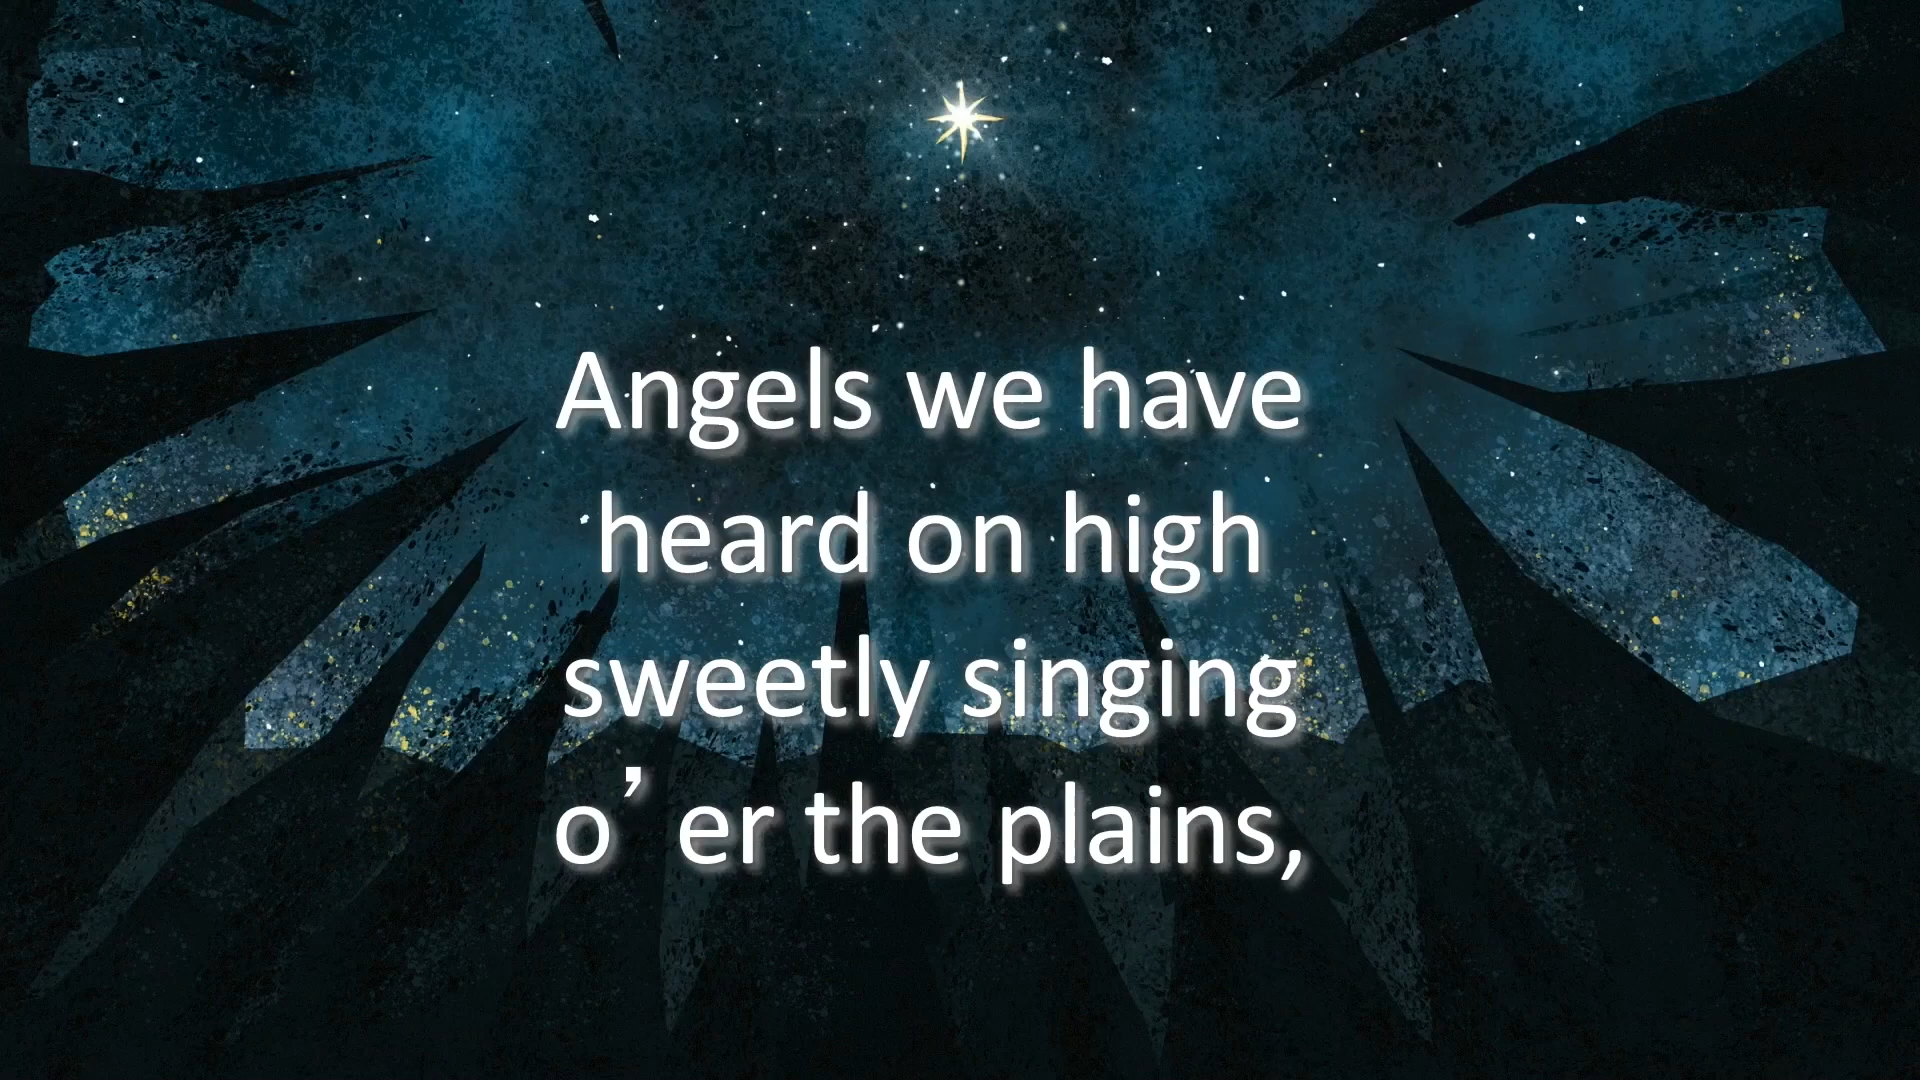 Angels we have
heard on high
sweetly singing
o’ er the plains,